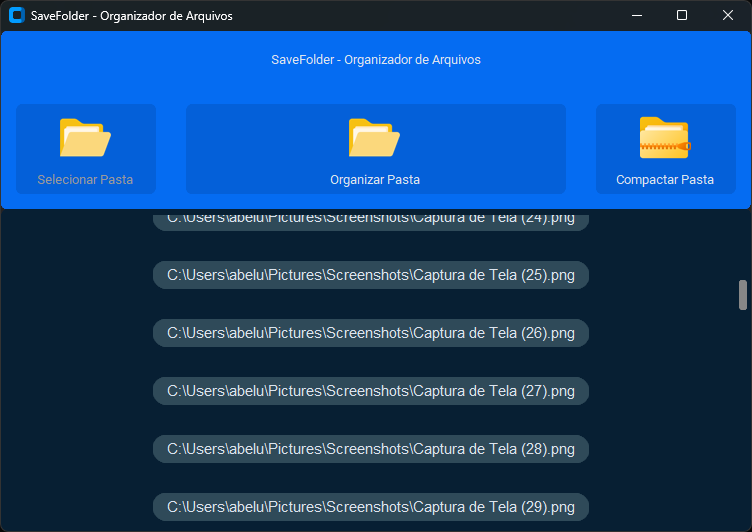 SaveFolder - Organizador de Arquivos
SaveFolder - Organizador de Arquivos
Selecionar Pasta
Organizar Pasta
Compactar Pasta
C:\Users\abelu\Pictures\Screenshots\Captura de Tela (24).png
C:\Users\abelu\Pictures\Screenshots\Captura de Tela (25).png
C:\Users\abelu\Pictures\Screenshots\Captura de Tela (26).png
C:\Users\abelu\Pictures\Screenshots\Captura de Tela (27).png
C:\Users\abelu\Pictures\Screenshots\Captura de Tela (28).png
C:\Users\abelu\Pictures\Screenshots\Captura de Tela (29).png